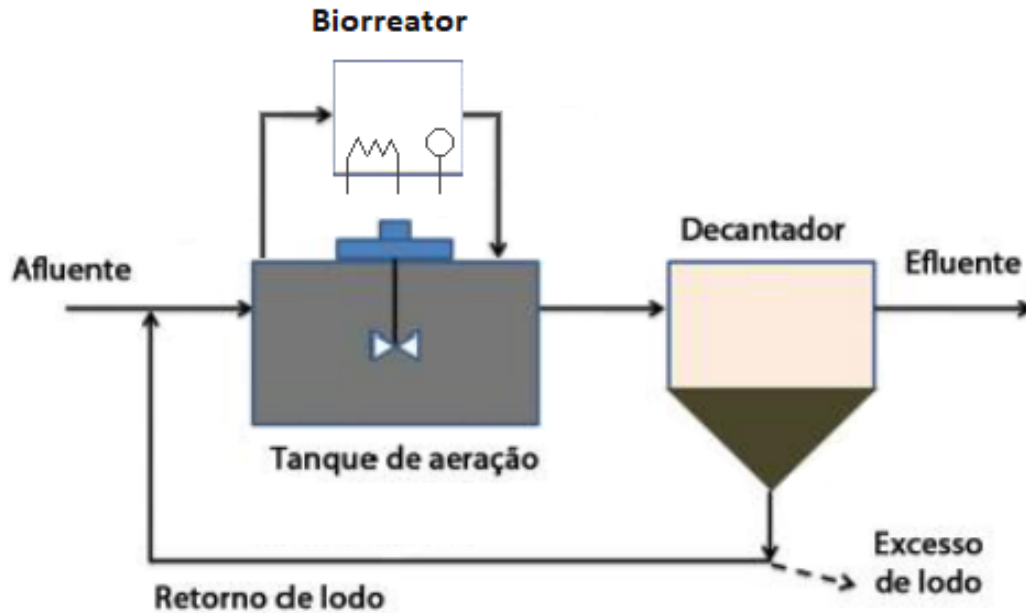 Biorreator
Decantador
Afluente
Efluente
Tanque de aeração
Excesso
de lodo
Retorno de lodo